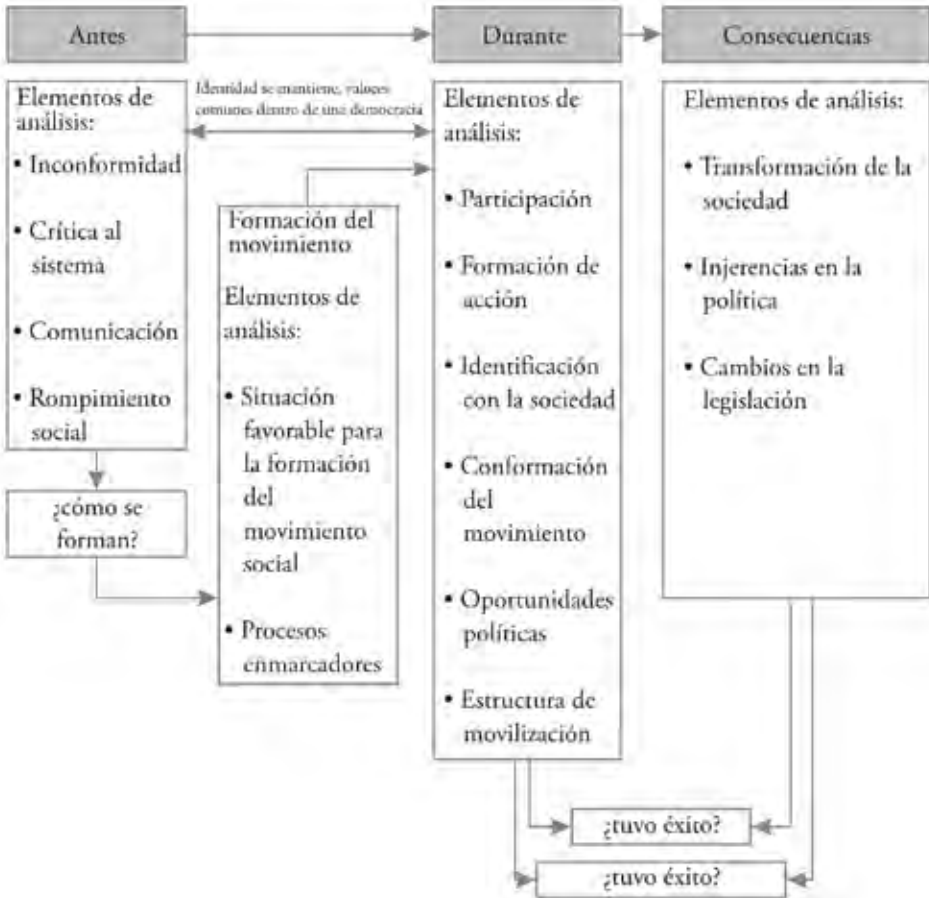 Antes
Durante
Consecuencias
Elementos de
análisis:
• Inconformidad
• Crítica al
sistema
• Comunicación
• Rompimiento
social
¿cómo se
forman?
Identidad se mantiene, valores
comunes dentro de una democracia
Formación del
movimiento
Elementos de
análisis:
• Situación
favorable para
la formación
del
movimiento
social
• Procesos
enmarcadores
Elementos de
análisis:
• Participación
• Formación de
acción
• Identificación
con la sociedad
• Conformación
del
movimiento
• Oportunidades
políticas
• Estructura de
movilización
Elementos de análisis:
• Transformación de la
sociedad
• Injerencias en la
política
• Cambios en la
legislación
¿tuvo éxito?
¿tuvo éxito?